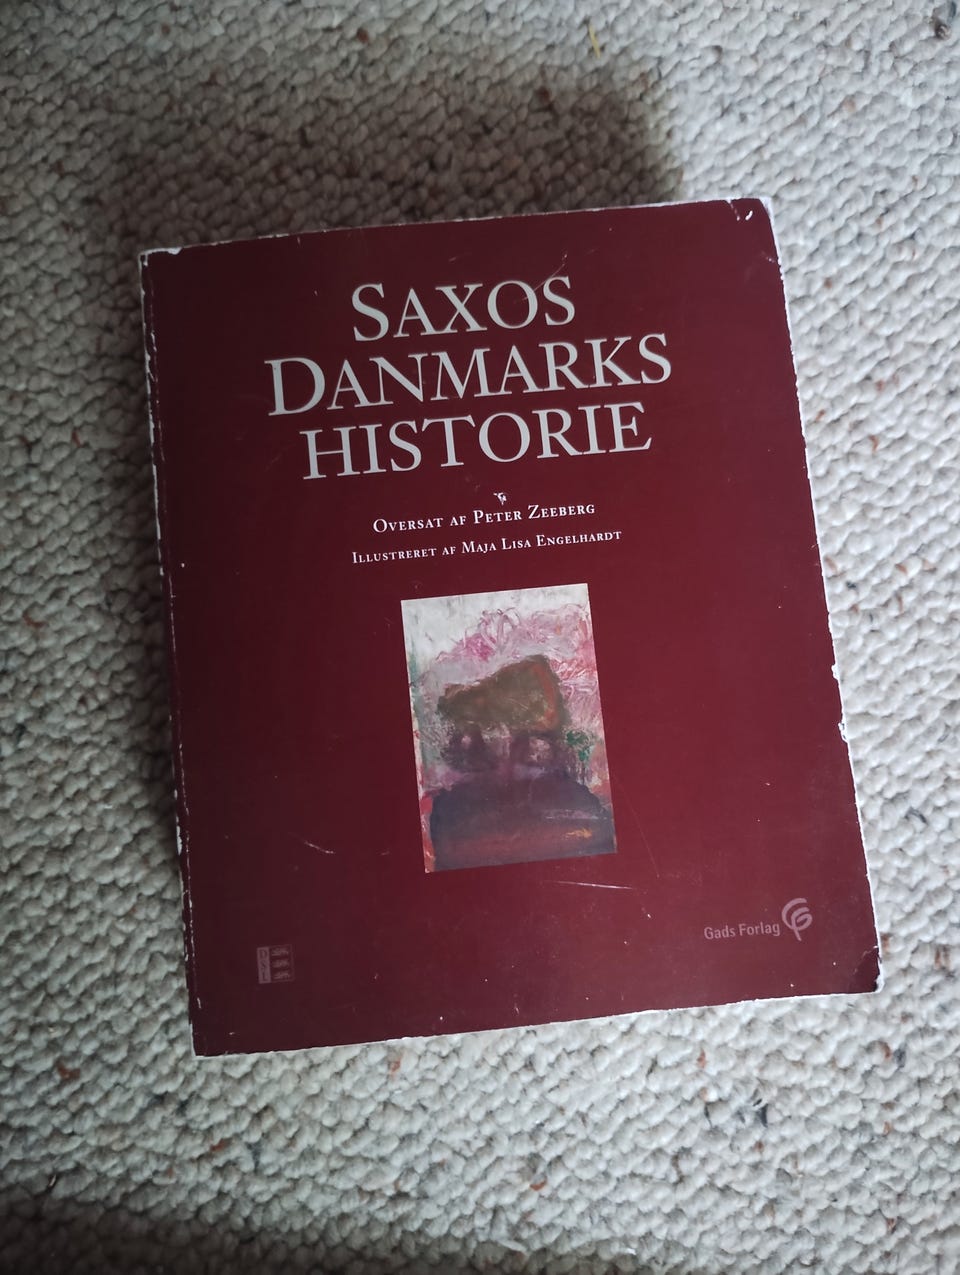 SAXOS
DANMARKS
HISTORIE
OVERSAT AF PETER ZEEBERG
ILLUSTRERET AF MAJA LISA ENGELHARDT
Gads Forlag